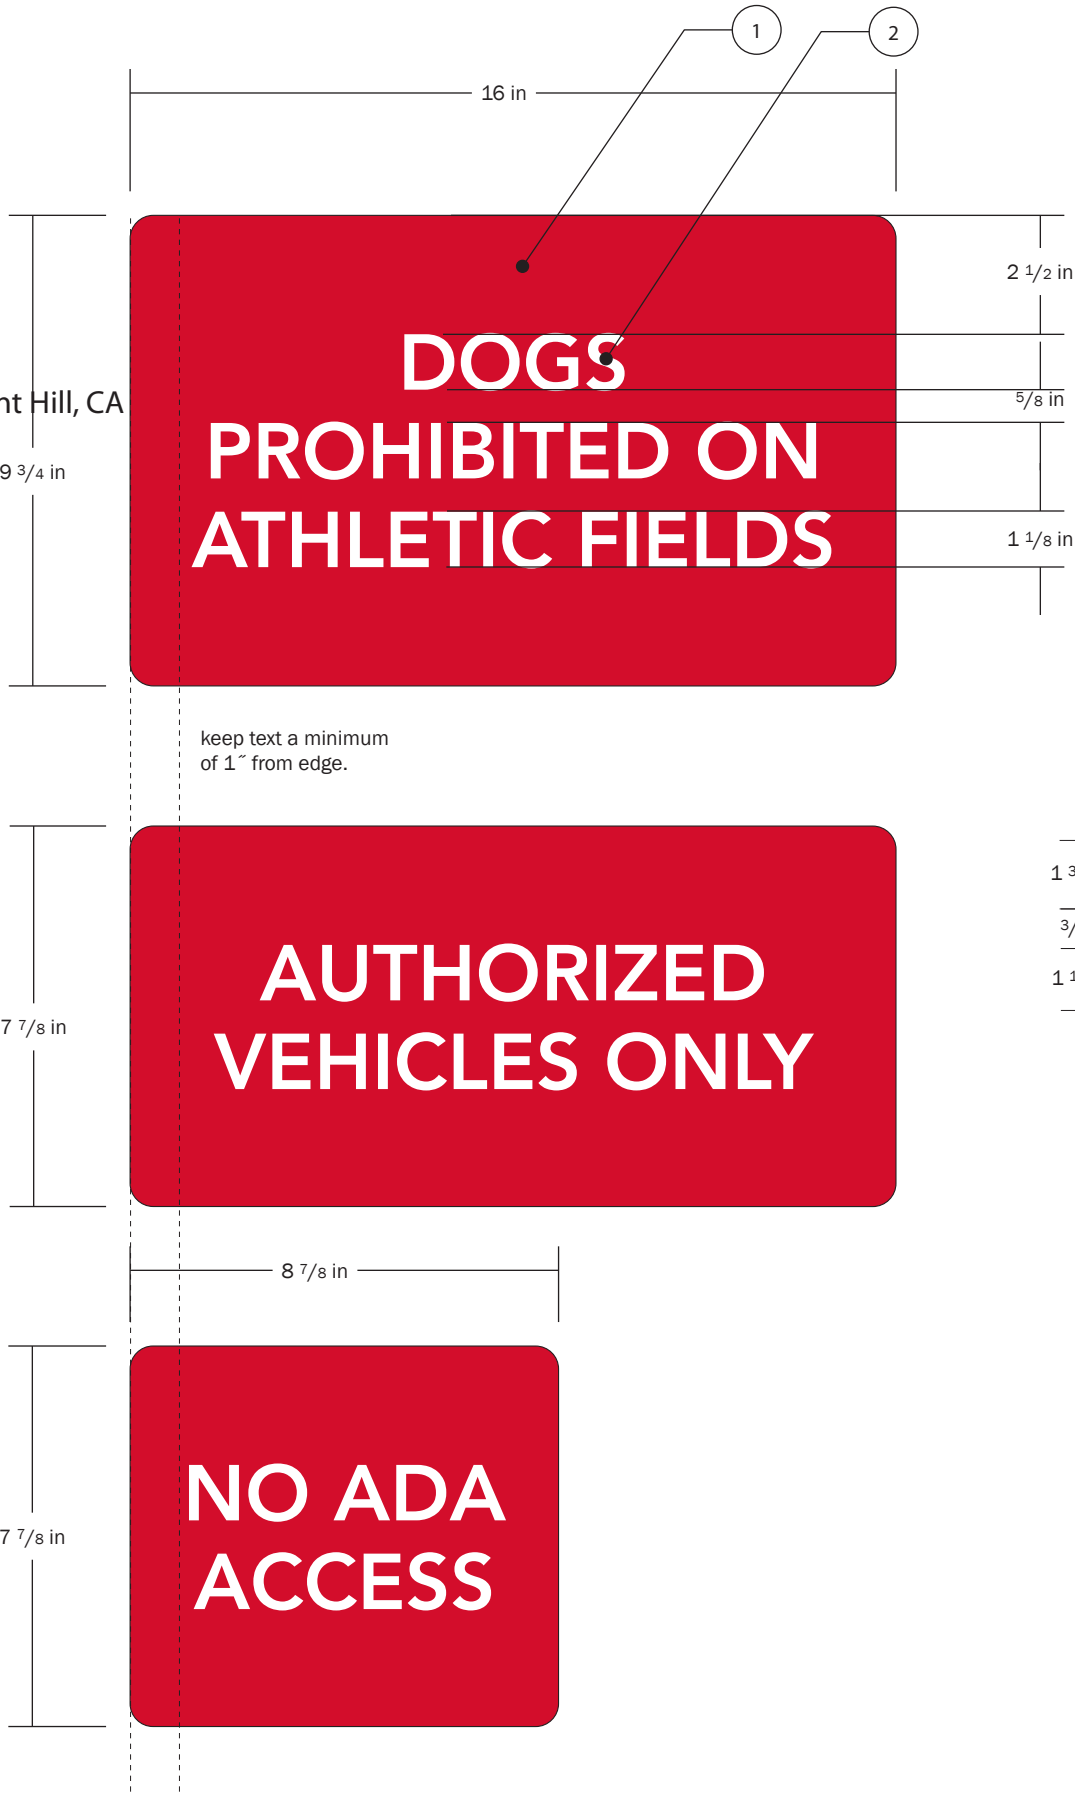 1
2
16 in
2 1/2 in
DOGS
Hill, CA
5/8 in
9 3/4 in
PROHIBITED ON
ATHLETIC FIELDS
1 1/8 in
keep text a minimum
of 1˝ from edge.
AUTHORIZED
VEHICLES ONLY
7 7/8 in
8 7/8 in
NO ADA
ACCESS
7 7/8 in